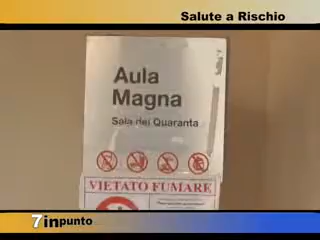 Salute a Rischio
Aula
Magna
Sala dei Quaranta
VIETATO FUMARE
7inpunto